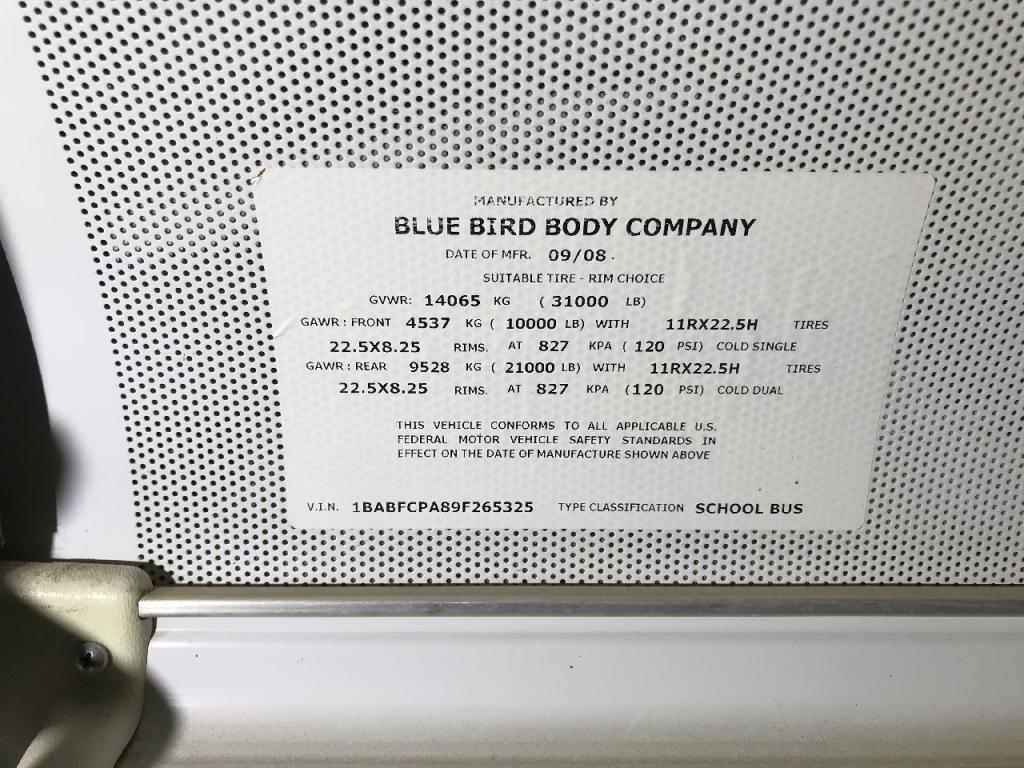 MANUFACTURED BY
BLUE BIRD BODY COMPANY
DATE OF MFR. 09/08.
SUITABLE TIRE - RIM CHOICE
GVWR: 14065 KG ( 31000 LB)
GAWR : FRONT 4537 KG ( 10000 LB) WITH 11RX22.5H TIRES
22.5X8.25 RIMS. AT 827 KPA ( 120 PSI) COLD SINGLE
GAWR : REAR 9528 KG ( 21000 LB) WITH 11RX22.5H TIRES
22.5X8.25 RIMS. AT 827 KPA (120 PSI) COLD DUAL
THIS VEHICLE CONFORMS TO ALL APPLICABLE U.S.
FEDERAL MOTOR VEHICLE SAFETY STANDARDS IN
EFFECT ON THE DATE OF MANUFACTURE SHOWN ABOVE
V.I.N. 1BABFCPA89F265325 TYPE CLASSIFICATION SCHOOL BUS